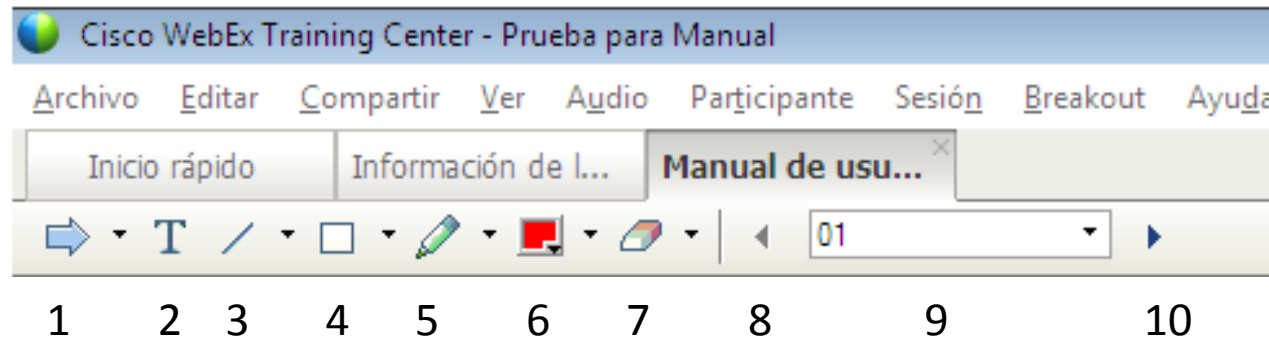 Cisco WebEx Training Center - Prueba para Manual
Archivo Editar Compartir Ver Audio Participante Sesión Breakout Ayuda
Inicio rápido Información de l... Manual de usu...
T 01
1 2 3 4 5 6 7 8 9 10